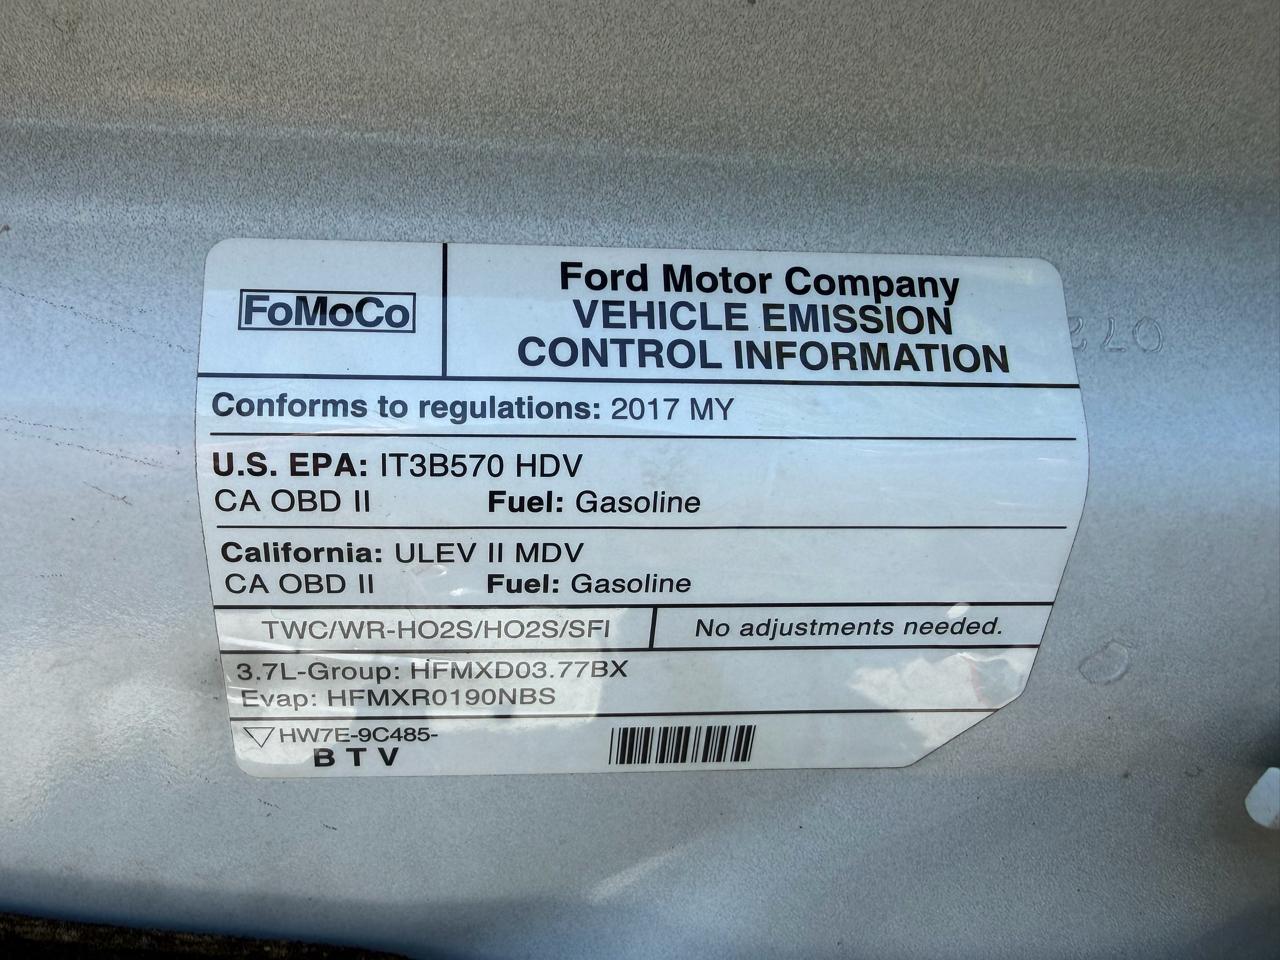 FoMoCo
Ford Motor Company
VEHICLE EMISSION
CONTROL INFORMATION
Conforms to regulations: 2017 MY
U.S. EPA: IT3B570 HDV
CA OBD II Fuel: Gasoline
California: ULEV II MDV
CA OBD II Fuel: Gasoline
TWC/WR-HO2S/HO2S/SFI No adjustments needed.
3.7L-Group: HFMXD03.77BX
Evap: HFMXR0190NBS
HW7E-9C485-
B T V